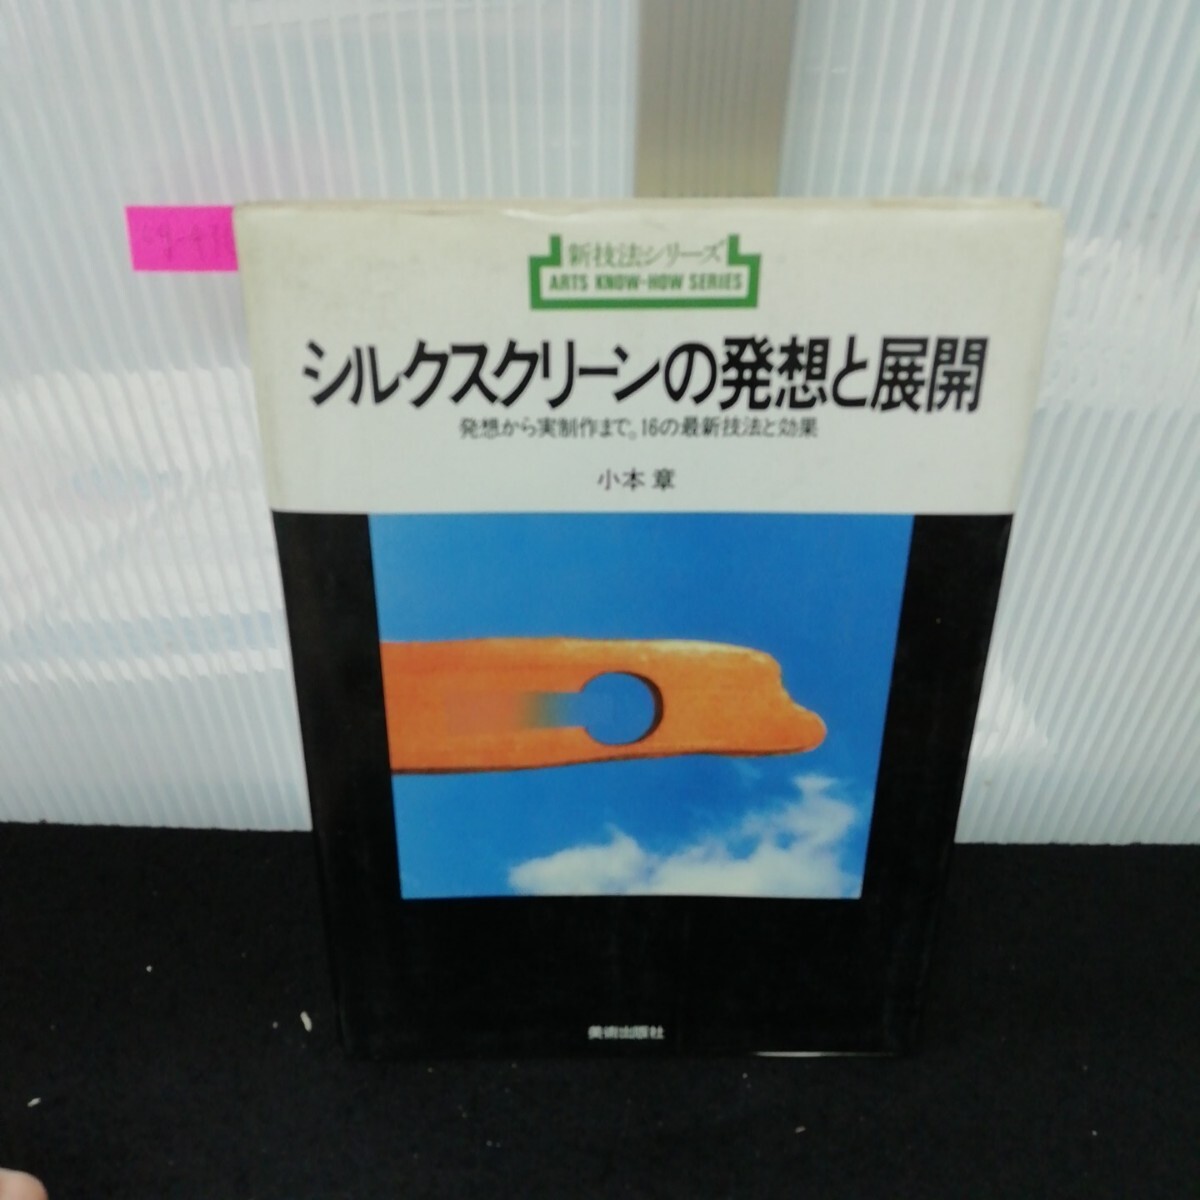 新技法シリーズ
ARTS KNOW-HOW SERIES
シルクスクリーンの発想と展開
発想から実制作まで。16の最新技法と効果
小本 章
美術出版社